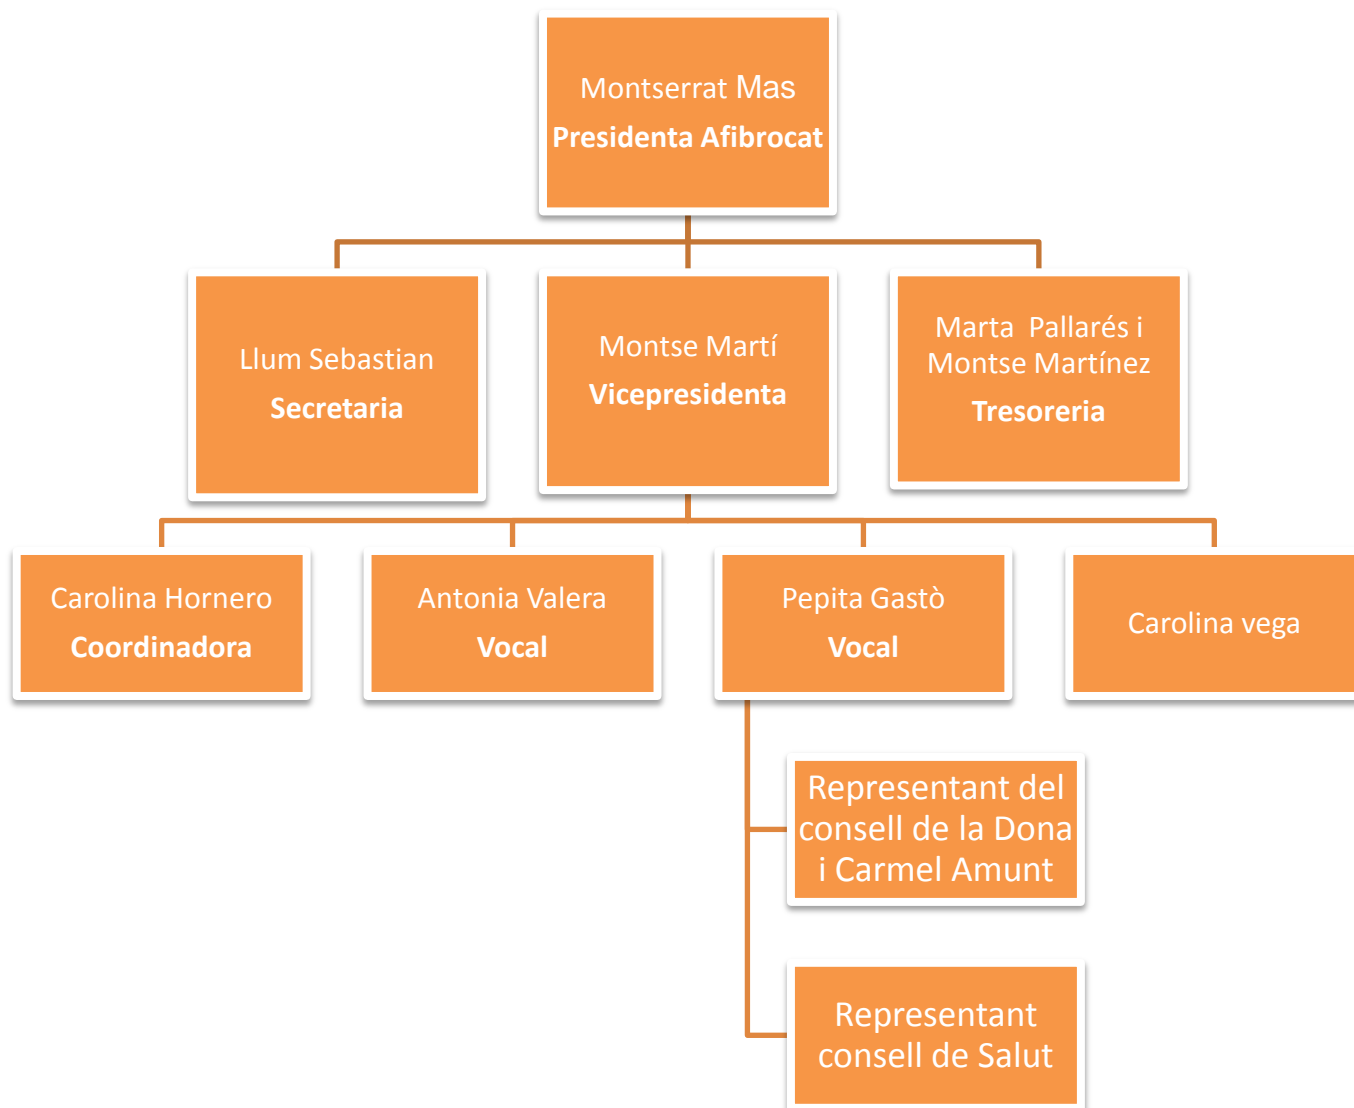 Montserrat Mas
Presidenta Afibrocat
Llum Sebastian
Secretaria
Montse Martí
Vicepresidenta
Marta Pallarés i
Montse Martínez
Tresoreria
Carolina Hornero
Coordinadora
Antonia Valera
Vocal
Pepita Gastò
Vocal
Carolina vega
Representant del
consell de la Dona
i Carmel Amunt
Representant
consell de Salut